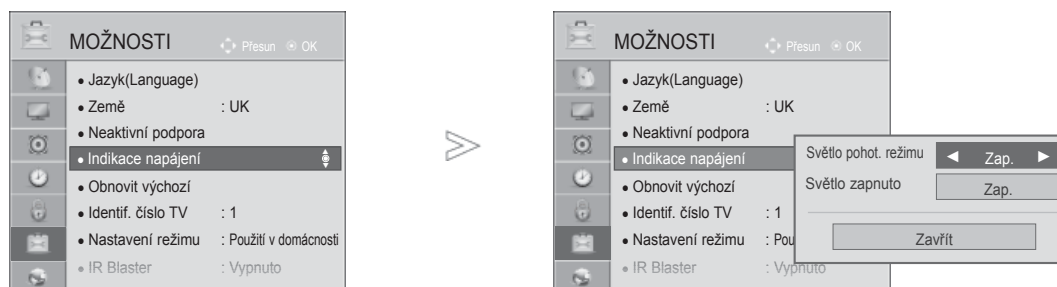 MOŽNOSTI
Přesun OK
• Jazyk(Language)
• Země : UK
• Neaktivní podpora
• Indikace napájení
• Obnovit výchozí
• Identif. číslo TV : 1
• Nastavení režimu : Použití v domácnosti
• IR Blaster : Vypnuto
MOŽNOSTI
Přesun OK
• Jazyk(Language)
• Země : UK
• Neaktivní podpora
• Indikace napájení
• Obnovit výchozí
• Identif. číslo TV : 1
• Nastavení režimu : Pou
• IR Blaster : Vypnuto
Světlo pohot. režimu ◄ Zap. ►
Světlo zapnuto Zap.
Zavřít